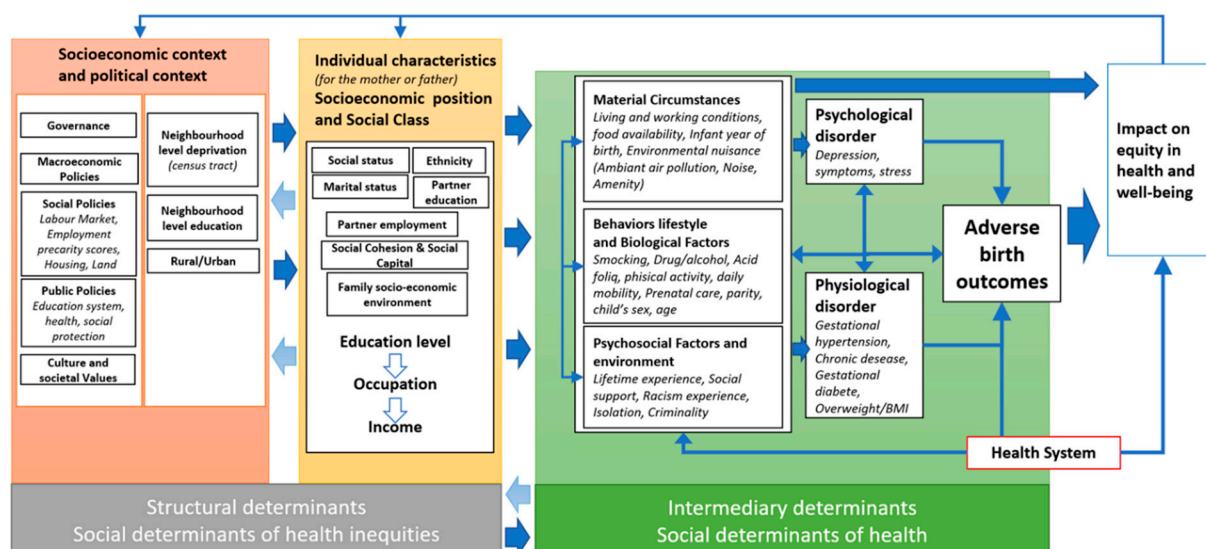 Socioeconomic context
and political context
Governance
Macroeconomic
Policies
Social Policies
Labour Market,
Employment
precarity scores,
Housing, Land
Public Policies
Education system,
health, social
protection
Culture and
societal Values
Neighbourhood
level deprivation
(census tract)
Neighbourhood
level education
Rural/Urban
Individual characteristics
(for the mother or father)
Socioeconomic position
and Social Class
Social status
Ethnicity
Marital status
Partner
education
Partner employment
Social Cohesion & Social
Capital
Family socio-economic
environment
Education level
Occupation
Income
Material Circumstances
Living and working conditions,
food availability, Infant year of
birth, Environmental nuisance
(Ambiant air pollution, Noise,
Amenity)
Behaviors lifestyle
and Biological Factors
Smocking, Drug/alcohol, Acid
foliq, phisical activity, daily
mobility, Prenatal care, parity,
child's sex, age
Psychosocial Factors and
environment
Lifetime experience, Social
support, Racism experience,
Isolation, Criminality
Psychological
disorder
Depression,
symptoms, stress
Physiological
disorder
Gestational
hypertension,
Chronic desease,
Gestational
diabete,
Overweight/BMI
Adverse
birth
outcomes
Impact on
equity in
health and
well-being
Health System
Structural determinants
Social determinants of health inequities
Intermediary determinants
Social determinants of health